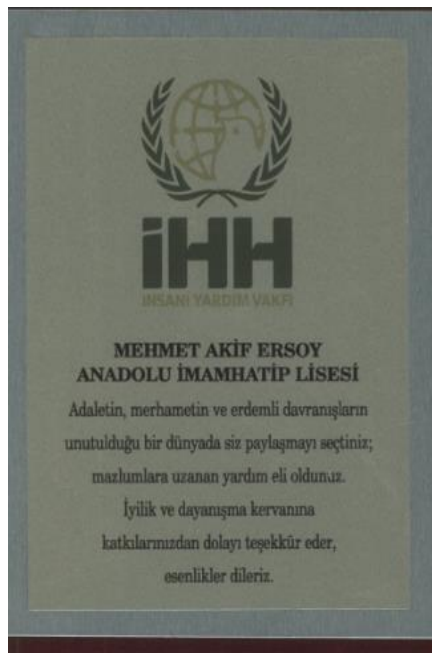 iHH
İNSANİ YARDIM VAKFI
MEHMET AKİF ERSOY
ANADOLU İMAMHATİP LİSESİ
Adaletin, merhametin ve erdemli davranışların
unutulduğu bir dünyada siz paylaşmayı seçtiniz;
mazlumlara uzanan yardım eli oldunuz.
İyilik ve dayanışma kervanına
katkılarınızdan dolayı teşekkür eder,
esenlikler dileriz.